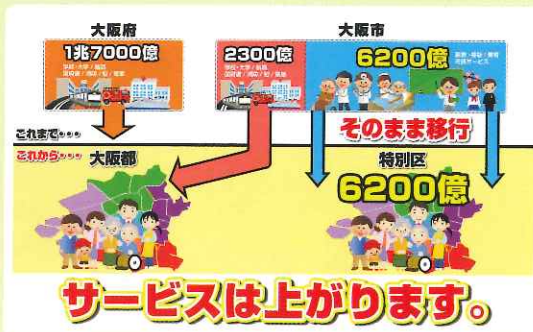 大阪府
大阪市
1兆7000億
2300億
6200億
そのまま移行
これまで・・・
これから・・・
大阪都
特別区
6200億
サービスは上がります。